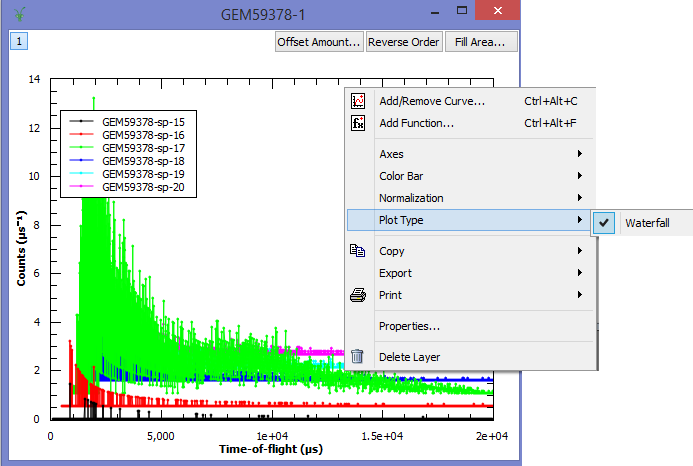 GEM59378-1
1
Offset Amount...
Reverse Order
Fill Area...
14
12
10
8
6
4
2
0
Counts (µs⁻¹)
GEM59378-sp-15
GEM59378-sp-16
GEM59378-sp-17
GEM59378-sp-18
GEM59378-sp-19
GEM59378-sp-20
0
5,000
1e+04
1.5e+04
2e+04
Time-of-flight (µs)
Add/Remove Curve... Ctrl+Alt+C
Add Function... Ctrl+Alt+F
Axes
Color Bar
Normalization
Plot Type
Waterfall
Copy
Export
Print
Properties...
Delete Layer